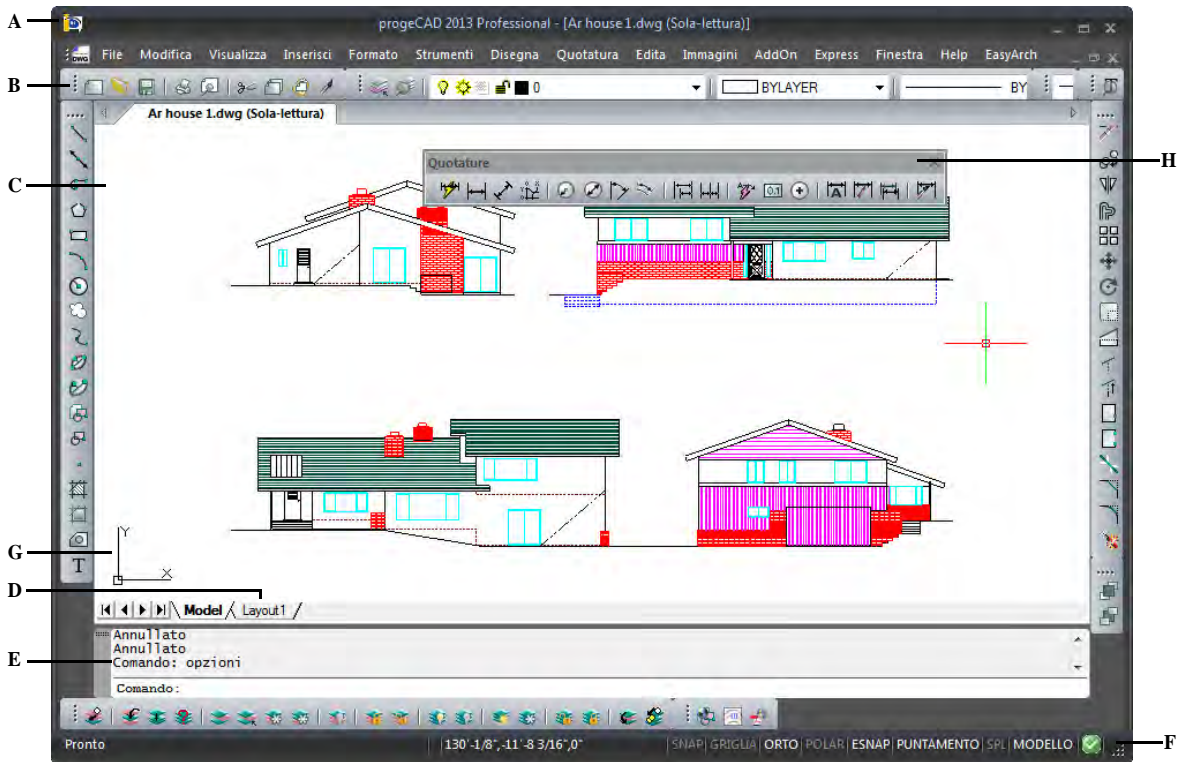 A
progeCAD 2013 Professional - [Ar house 1.dwg (Sola-lettura)]
DWG File Modifica Visualizza Inserisci Formato Strumenti Disegna Quotatura Edita Immagini AddOn Express Finestra Help EasyArch
B
0 BYLAYER BY
Ar house 1.dwg (Sola-lettura)
Quotature
H
C
0.1
A
Y
G
T
X
D
Model Layout1
Annullato
Annullato
E
Comando: opzioni
Comando:
Pronto 130'-1/8",-11'-8 3/16",0" SNAP GRIGLIA ORTO POLAR ESNAP PUNTAMENTO SPL MODELLO
F